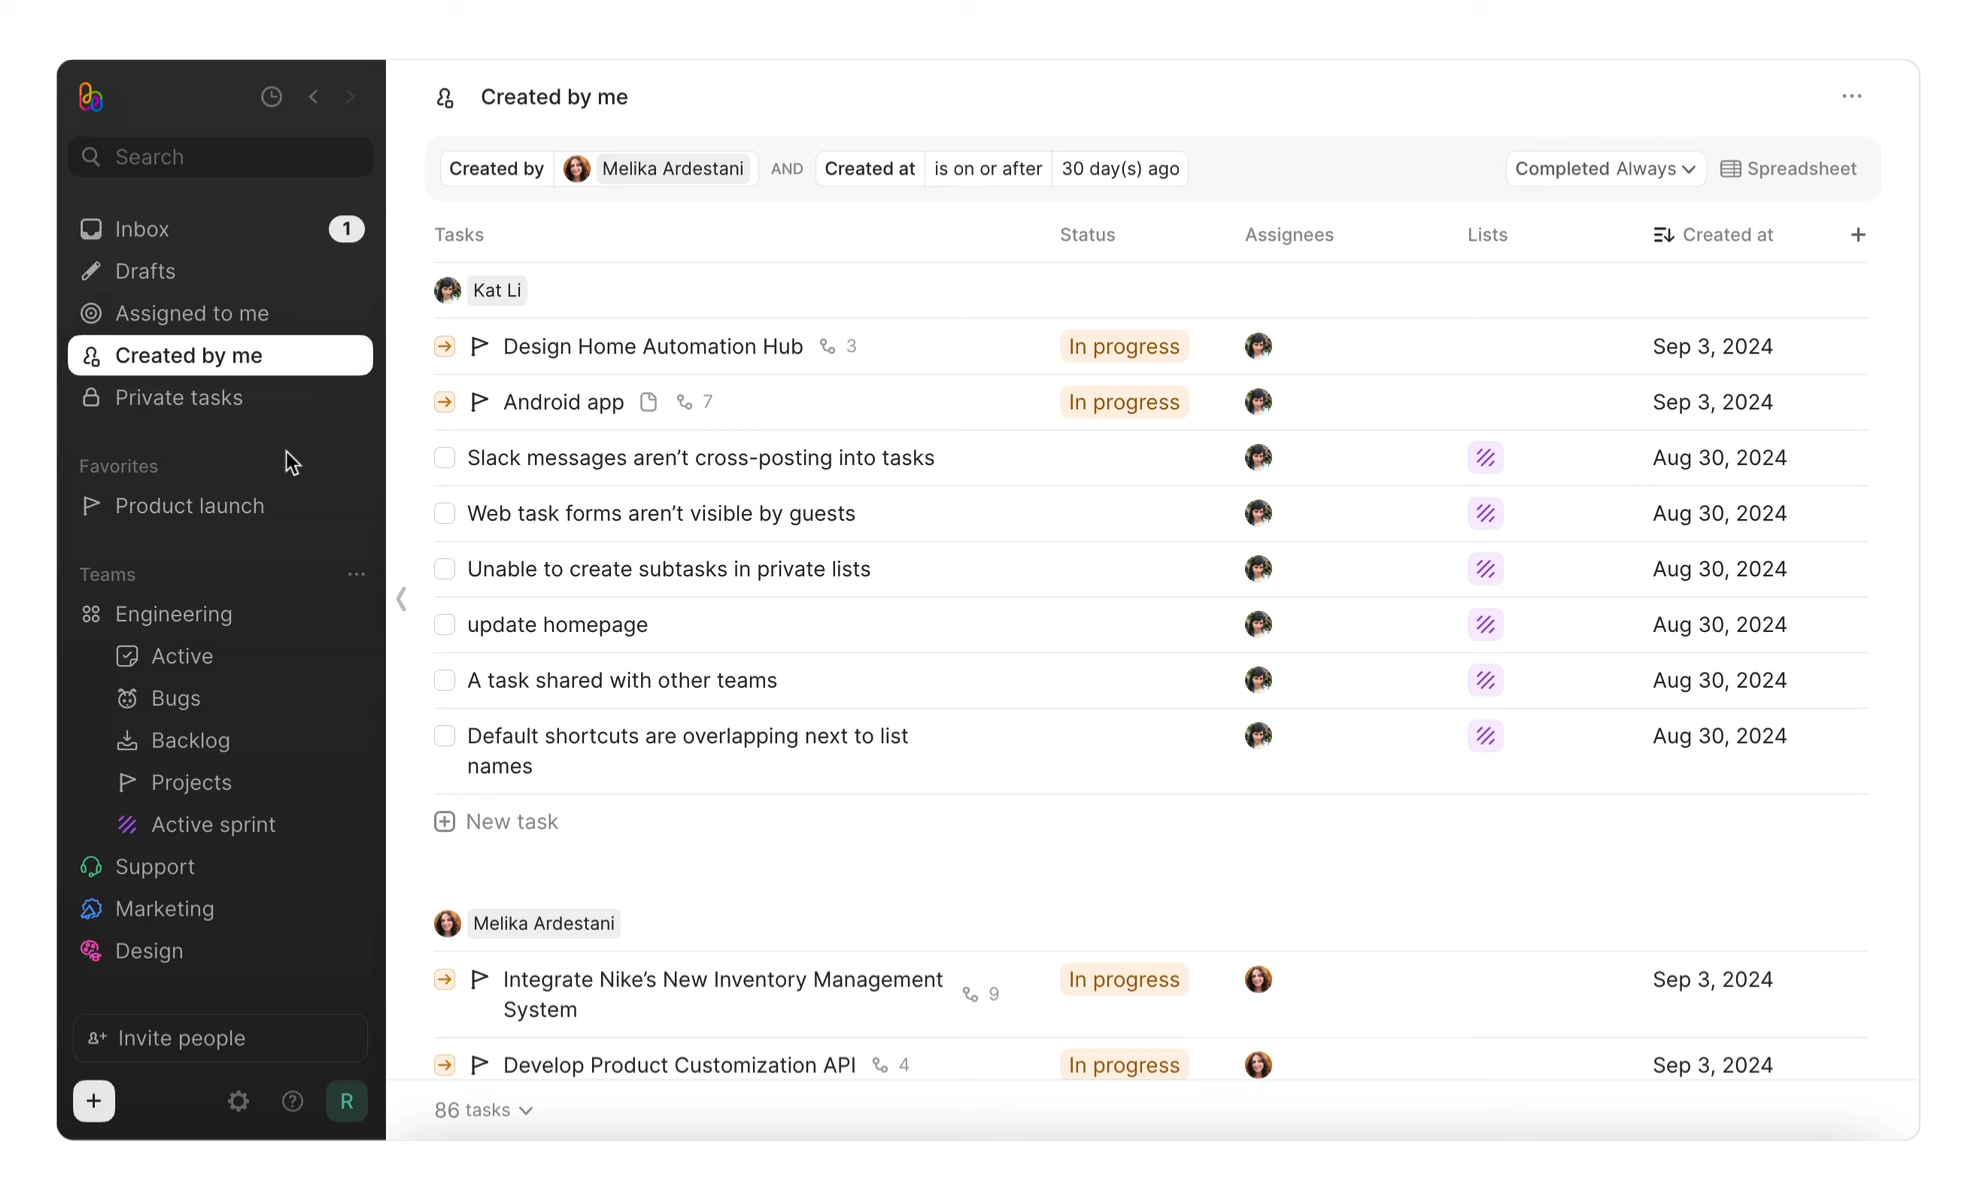 Created by me
Search
Inbox 1
Drafts
Assigned to me
Created by me
Private tasks
Favorites
Product launch
Teams
Engineering
Active
Bugs
Backlog
Projects
Active sprint
Support
Marketing
Design
Invite people
R
Created by Melika Ardestani AND Created at is on or after 30 day(s) ago Completed Always Spreadsheet
Tasks Status Assignees Lists Created at
Kat Li
Design Home Automation Hub 3 In progress Sep 3, 2024
Android app 7 In progress Sep 3, 2024
Slack messages aren’t cross-posting into tasks Aug 30, 2024
Web task forms aren’t visible by guests Aug 30, 2024
Unable to create subtasks in private lists Aug 30, 2024
update homepage Aug 30, 2024
A task shared with other teams Aug 30, 2024
Default shortcuts are overlapping next to list Aug 30, 2024
names
New task
Melika Ardestani
Integrate Nike’s New Inventory Management 9 In progress Sep 3, 2024
System
Develop Product Customization API 4 In progress Sep 3, 2024
86 tasks